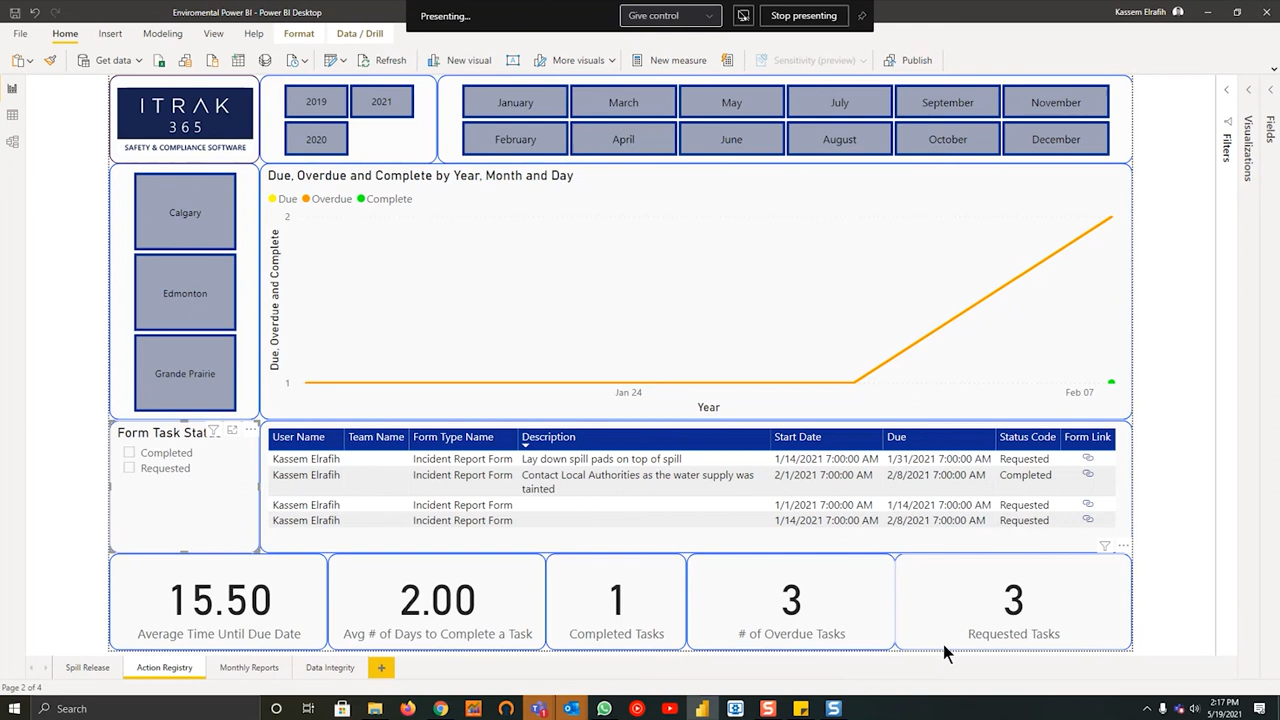 Enviromental Power BI - Power BI Desktop
Presenting...
Give control
Stop presenting
Kassem Elrafih
File Home Insert Modeling View Help Format Data / Drill
Get data Refresh New visual More visuals New measure Sensitivity (preview) Publish
ITRAK
365
SAFETY & COMPLIANCE SOFTWARE
2019 2021
2020
January March May July September November
February April June August October December
Filters
Visualizations
Fields
Calgary
Edmonton
Grande Prairie
Due, Overdue and Complete by Year, Month and Day
Due Overdue Complete
Due, Overdue and Complete
2
1
Jan 24 Feb 07
Year
Form Task Stat
Completed
Requested
User Name Team Name Form Type Name Description Start Date Due Status Code Form Link
Kassem Elrafih Incident Report Form Lay down spill pads on top of spill 1/14/2021 7:00:00 AM 1/31/2021 7:00:00 AM Requested
Kassem Elrafih Incident Report Form Contact Local Authorities as the water supply was 2/1/2021 7:00:00 AM 2/8/2021 7:00:00 AM Completed
tainted
Kassem Elrafih Incident Report Form 1/1/2021 7:00:00 AM 1/14/2021 7:00:00 AM Requested
Kassem Elrafih Incident Report Form 1/14/2021 7:00:00 AM 2/8/2021 7:00:00 AM Requested
15.50 2.00 1 3 3
Average Time Until Due Date Avg # of Days to Complete a Task Completed Tasks # of Overdue Tasks Requested Tasks
Spill Release Action Registry Monthly Reports Data Integrity
Page 2 of 4
Search
2:17 PM
5/19/2021